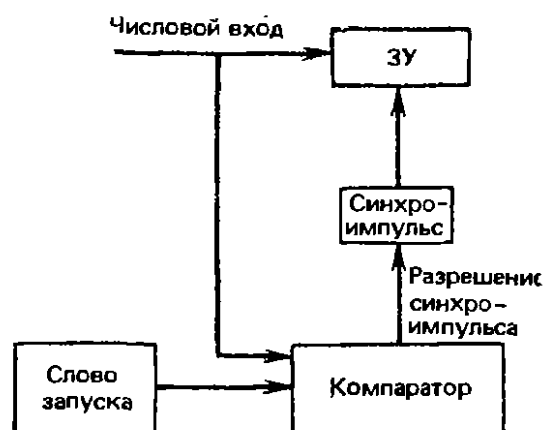 Числовой вход
ЗУ
Синхро-
импульс
Разрешение
синхро-
импульса
Слово
запуска
Компаратор